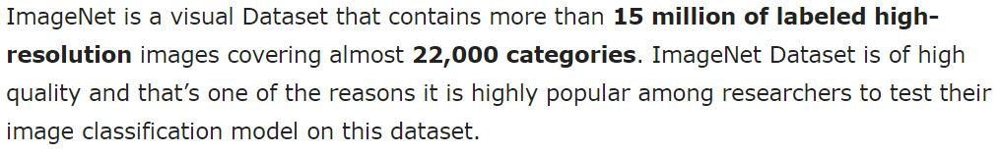 ImageNet is a visual Dataset that contains more than 15 million of labeled high-
resolution images covering almost 22,000 categories. ImageNet Dataset is of high
quality and that’s one of the reasons it is highly popular among researchers to test their
image classification model on this dataset.